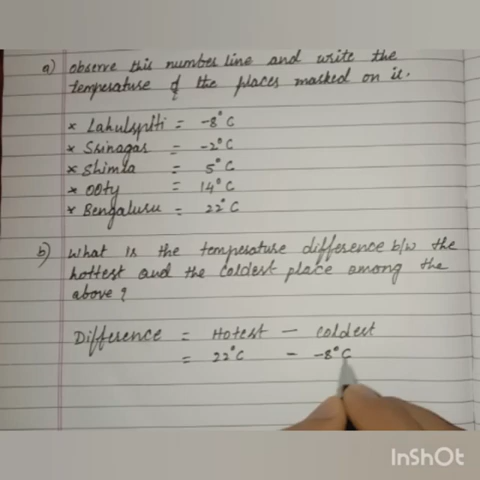 a) observe this number line and write the
temperature of the places marked on it.
* Lahulspiti = -8°C
* Srinagar = -2°C
* Shimla = 5°C
* OOty = 14°C
* Bengaluru = 22°C
b) What is the temperature difference b/w the
hottest and the coldest place among the
above?
Difference = Hotest - coldest
= 22°C - -8°C
InShOt